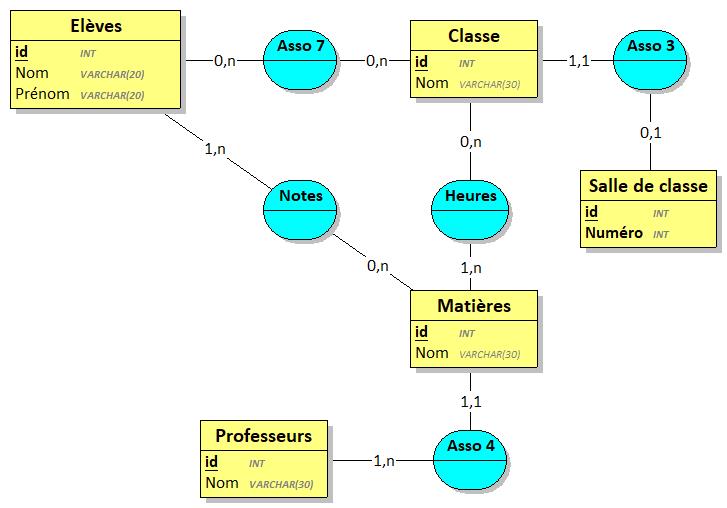 Elèves
id INT
Nom VARCHAR(20)
Prénom VARCHAR(20)
0,n
Asso 7
0,n
Classe
id INT
Nom VARCHAR(30)
1,1
Asso 3
0,1
Salle de classe
id INT
Numéro INT
1,n
Notes
0,n
0,n
Heures
1,n
Matières
id INT
Nom VARCHAR(30)
1,1
Asso 4
1,n
Professeurs
id INT
Nom VARCHAR(30)